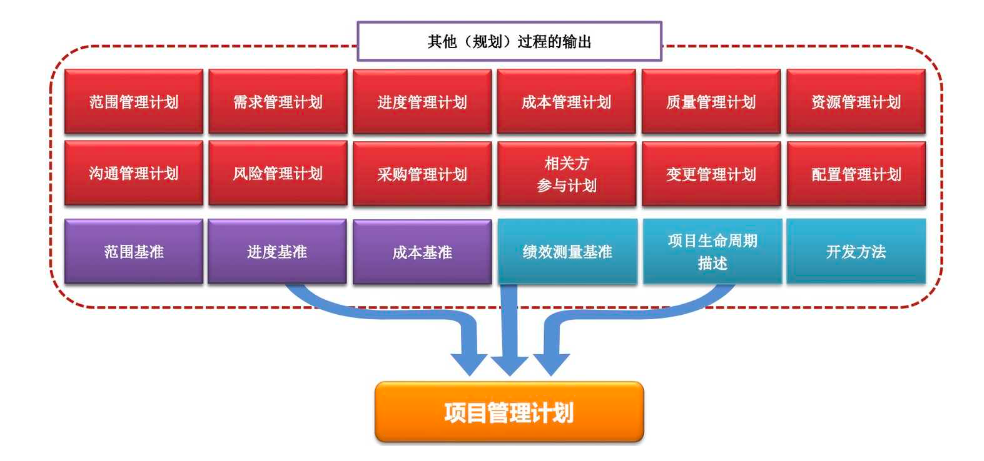 其他（规划）过程的输出
范围管理计划
需求管理计划
进度管理计划
成本管理计划
质量管理计划
资源管理计划
沟通管理计划
风险管理计划
采购管理计划
相关方
参与计划
变更管理计划
配置管理计划
范围基准
进度基准
成本基准
绩效测量基准
项目生命周期
描述
开发方法
项目管理计划